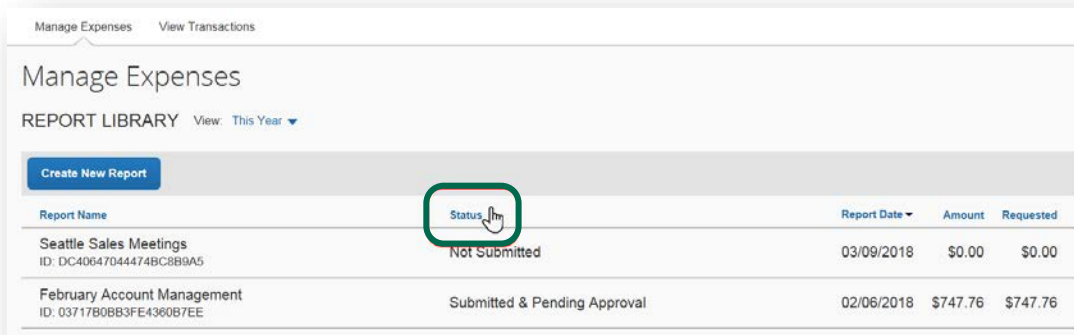 Manage Expenses View Transactions
Manage Expenses
REPORT LIBRARY View: This Year
Create New Report
Report Name Status Report Date Amount Requested
Seattle Sales Meetings Not Submitted 03/09/2018 $0.00 $0.00
ID: DC40647044474BC8B9A5
February Account Management Submitted & Pending Approval 02/06/2018 $747.76 $747.76
ID: 03717B0BB3FE4360B7EE